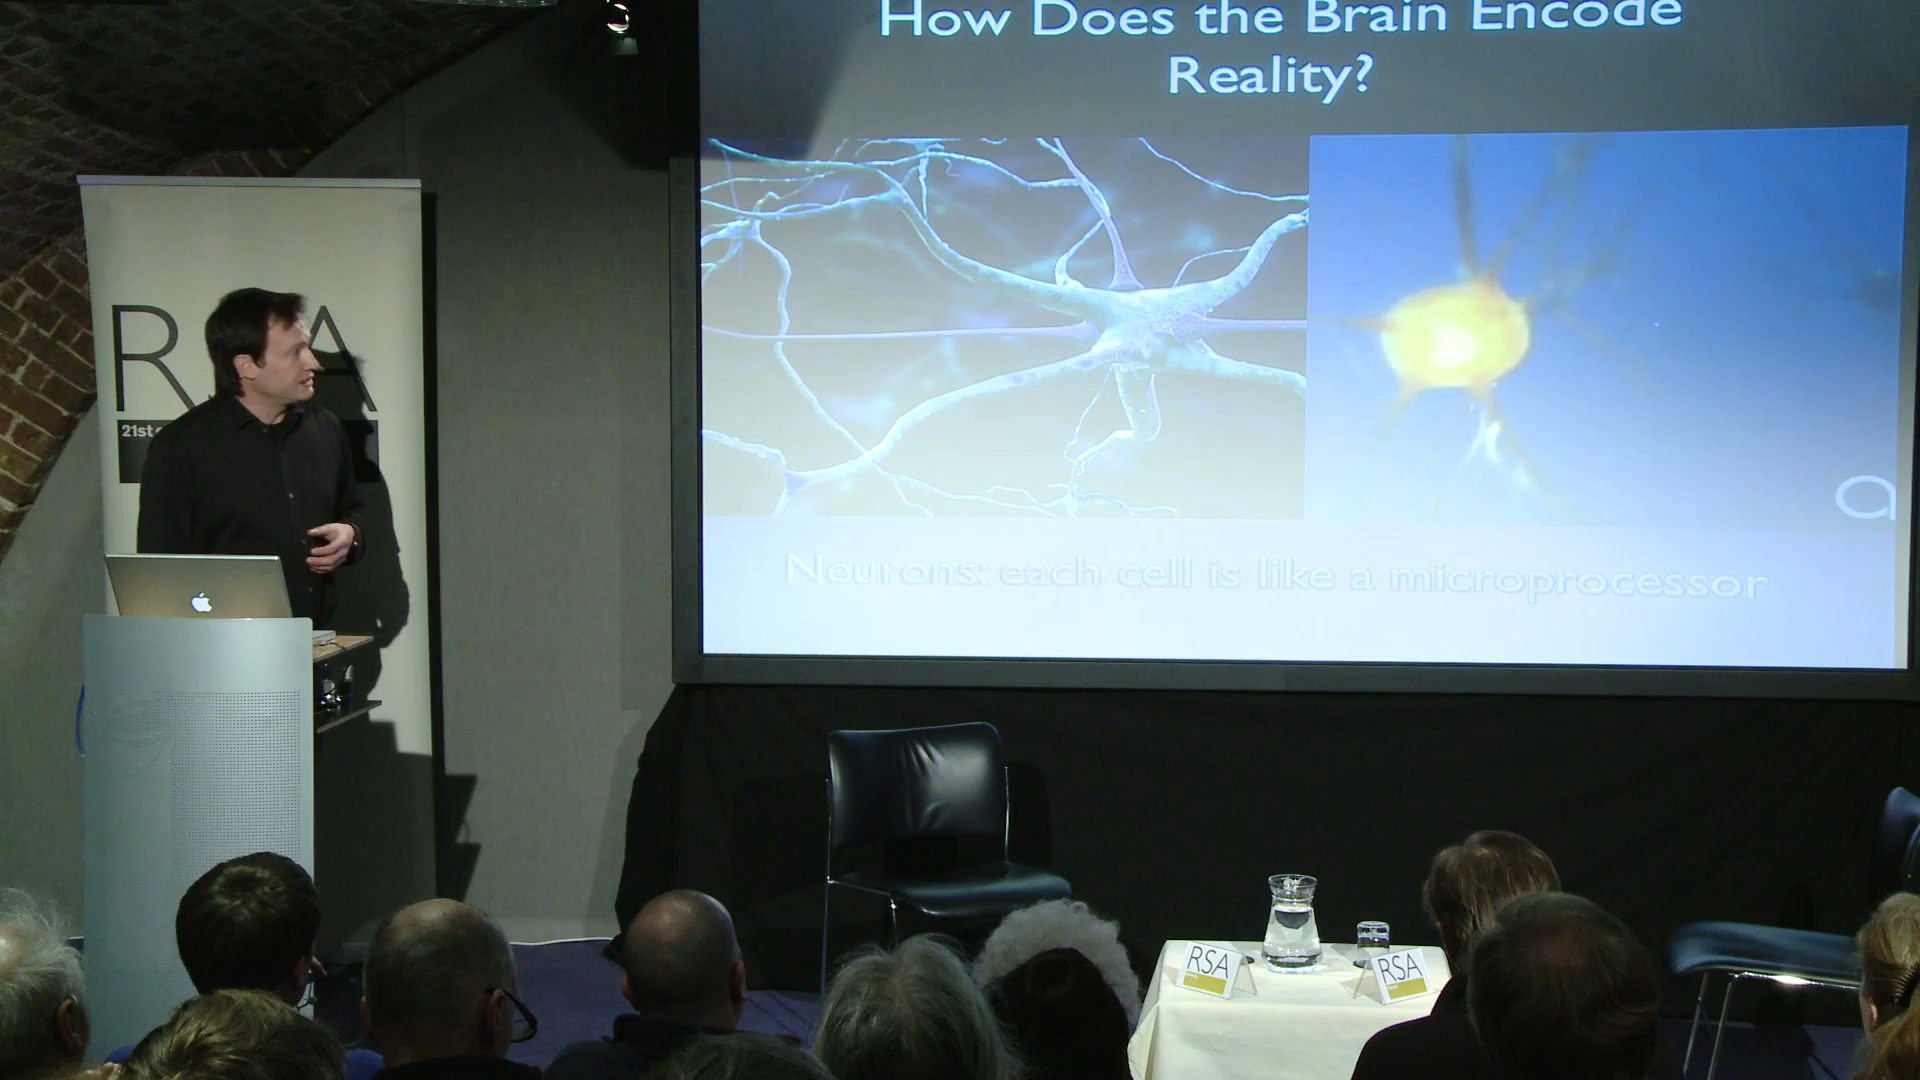 How Does the Brain Encode
Reality?
Neurons: each cell is like a microprocessor
RSA
21st
RSA
RSA